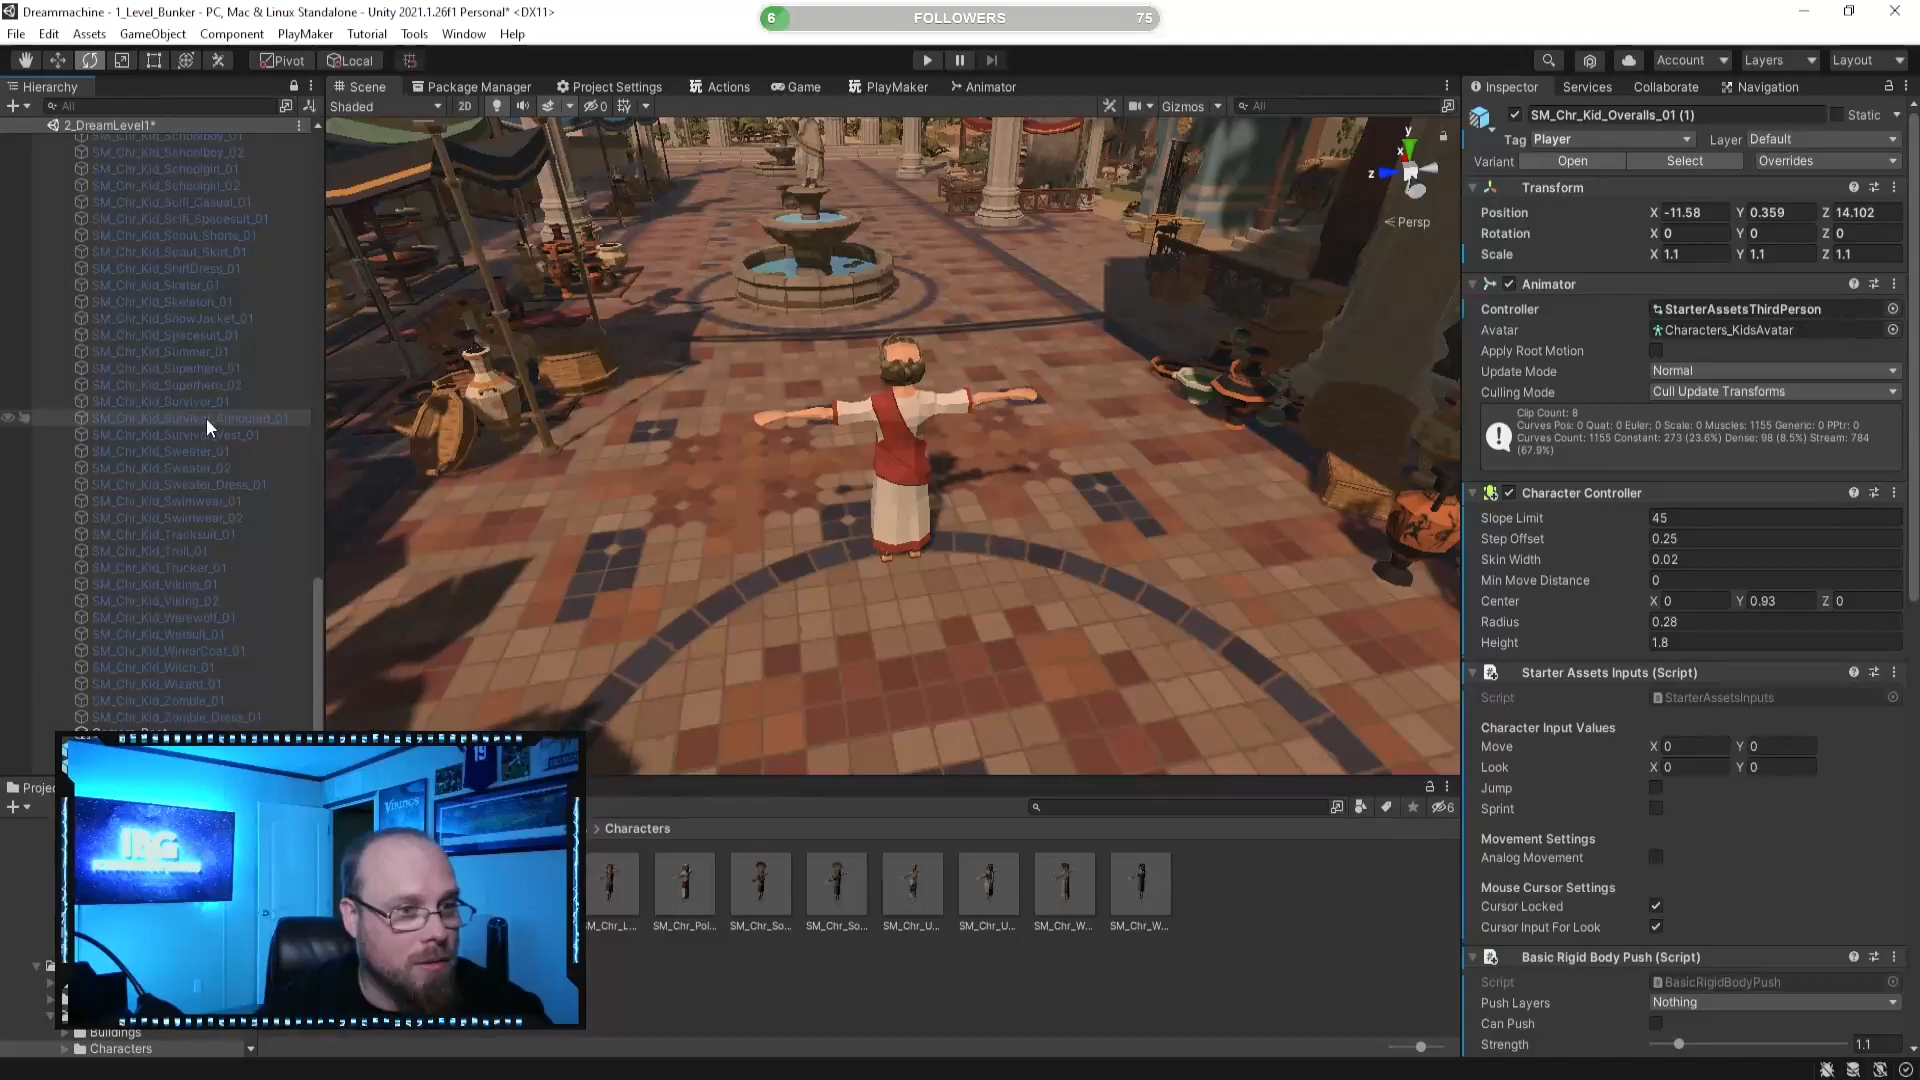 Dreammachine - 1_Level_Bunker - PC, Mac & Linux Standalone - Unity 2021.1.26f1 Personal* <DX11>
6 FOLLOWERS 75
File Edit Assets GameObject Component PlayMaker Tutorial Tools Window Help
Pivot Local
Account Layers Layout
Hierarchy
Scene Package Manager Project Settings Actions Game PlayMaker Animator
Inspector Services Collaborate Navigation
All
Shaded 2D 0 Gizmos All
2_DreamLevel1*
SM_Chr_Kid_Schoolboy_01
SM_Chr_Kid_Schoolboy_02
SM_Chr_Kid_Schoolgirl_01
SM_Chr_Kid_Schoolgirl_02
SM_Chr_Kid_Scifi_Casual_01
SM_Chr_Kid_Scifi_Spacesuit_01
SM_Chr_Kid_Scout_Shorts_01
SM_Chr_Kid_Scout_Skirt_01
SM_Chr_Kid_ShirtDress_01
SM_Chr_Kid_Skater_01
SM_Chr_Kid_Skeleton_01
SM_Chr_Kid_SnowJacket_01
SM_Chr_Kid_Spacesuit_01
SM_Chr_Kid_Summer_01
SM_Chr_Kid_Superhero_01
SM_Chr_Kid_Superhero_02
SM_Chr_Kid_Survivor_01
SM_Chr_Kid_Survivor_Armoured_01
SM_Chr_Kid_Survivor_Vest_01
SM_Chr_Kid_Sweater_01
SM_Chr_Kid_Sweater_02
SM_Chr_Kid_Sweater_Dress_01
SM_Chr_Kid_Swimwear_01
SM_Chr_Kid_Swimwear_02
SM_Chr_Kid_Tracksuit_01
SM_Chr_Kid_Troll_01
SM_Chr_Kid_Trucker_01
SM_Chr_Kid_Viking_01
SM_Chr_Kid_Viking_02
SM_Chr_Kid_Werewolf_01
SM_Chr_Kid_Wetsuit_01
SM_Chr_Kid_WinterCoat_01
SM_Chr_Kid_Witch_01
SM_Chr_Kid_Wizard_01
SM_Chr_Kid_Zombie_01
SM_Chr_Kid_Zombie_Dress_01
y
x
z
Persp
SM_Chr_Kid_Overalls_01 (1) Static
Tag Player Layer Default
Variant Open Select Overrides
Transform
Position X -11.58 Y 0.359 Z 14.102
Rotation X 0 Y 0 Z 0
Scale X 1.1 Y 1.1 Z 1.1
Animator
Controller StarterAssetsThirdPerson
Avatar Characters_KidsAvatar
Apply Root Motion
Update Mode Normal
Culling Mode Cull Update Transforms
Clip Count: 8
Curves Pos: 0 Quat: 0 Euler: 0 Scale: 0 Muscles: 1155 Generic: 0 PPtr: 0
Curves Count: 1155 Constant: 273 (23.6%) Dense: 98 (8.5%) Stream: 784
(67.9%)
Character Controller
Slope Limit 45
Step Offset 0.25
Skin Width 0.02
Min Move Distance 0
Center X 0 Y 0.93 Z 0
Radius 0.28
Height 1.8
Starter Assets Inputs (Script)
Script StarterAssetsInputs
Character Input Values
Move X 0 Y 0
Look X 0 Y 0
Jump
Sprint
Movement Settings
Analog Movement
Mouse Cursor Settings
Cursor Locked
Cursor Input For Look
Basic Rigid Body Push (Script)
Script BasicRigidBodyPush
Push Layers Nothing
Can Push
Strength 1.1
Projec
6
Characters
SM_Chr_L... SM_Chr_Pol... SM_Chr_So... SM_Chr_So... SM_Chr_U... SM_Chr_U... SM_Chr_W... SM_Chr_W...
19
VIKINGS
IBG
Buildings
Characters